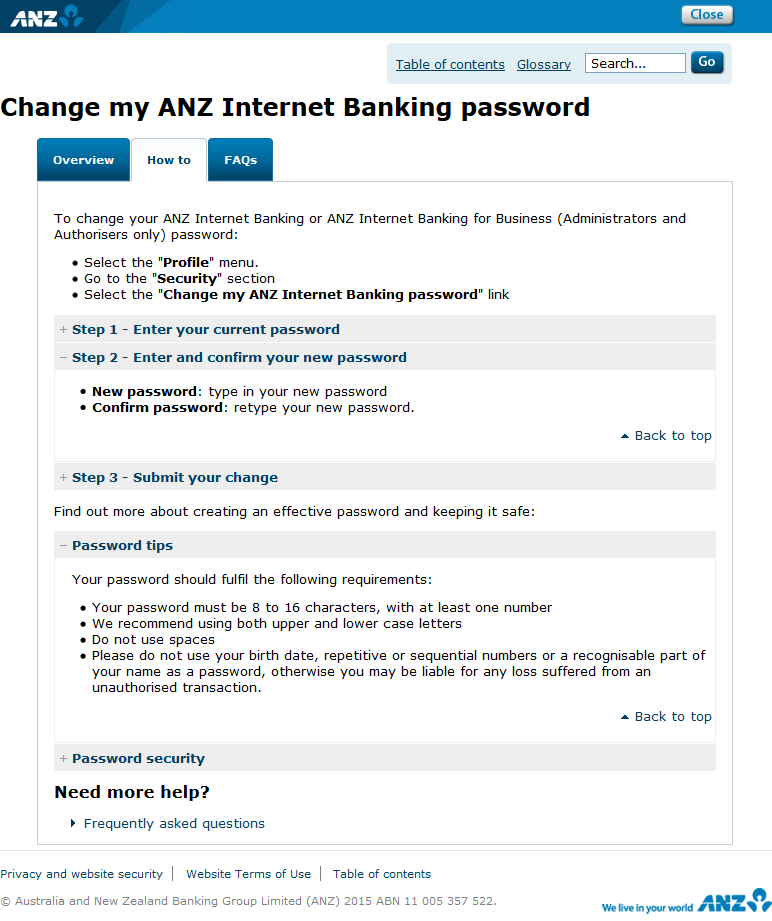 ANZ
Close
Table of contents Glossary Search... Go
Change my ANZ Internet Banking password
Overview How to FAQs
To change your ANZ Internet Banking or ANZ Internet Banking for Business (Administrators and
Authorisers only) password:
• Select the "Profile" menu.
• Go to the "Security" section
• Select the "Change my ANZ Internet Banking password" link
+ Step 1 - Enter your current password
− Step 2 - Enter and confirm your new password
• New password: type in your new password
• Confirm password: retype your new password.
Back to top
+ Step 3 - Submit your change
Find out more about creating an effective password and keeping it safe:
− Password tips
Your password should fulfil the following requirements:
• Your password must be 8 to 16 characters, with at least one number
• We recommend using both upper and lower case letters
• Do not use spaces
• Please do not use your birth date, repetitive or sequential numbers or a recognisable part of
your name as a password, otherwise you may be liable for any loss suffered from an
unauthorised transaction.
Back to top
+ Password security
Need more help?
Frequently asked questions
Privacy and website security | Website Terms of Use | Table of contents
© Australia and New Zealand Banking Group Limited (ANZ) 2015 ABN 11 005 357 522.
We live in your world ANZ